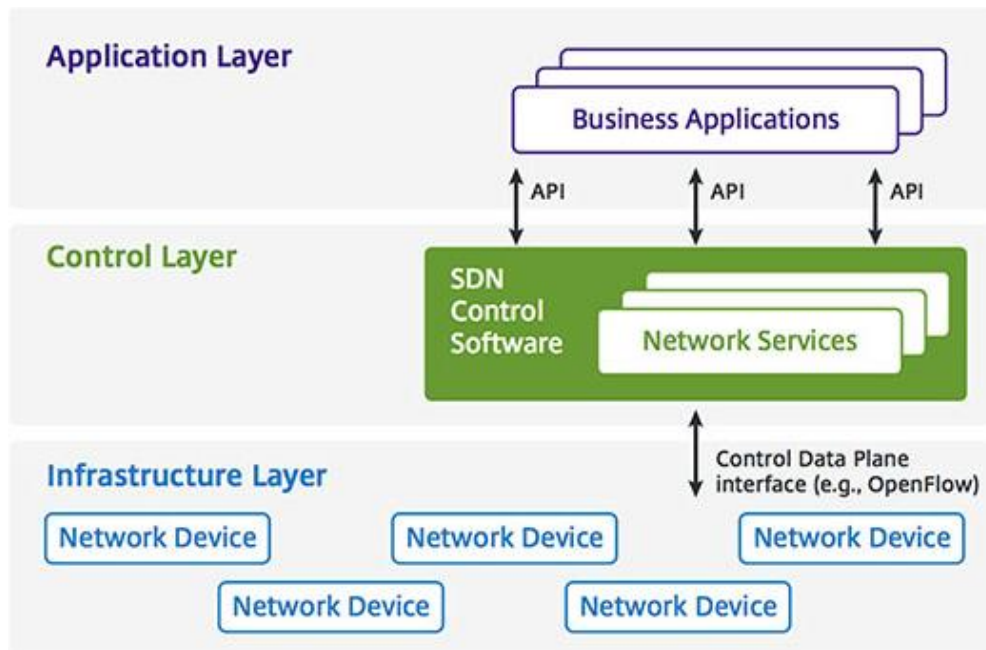 Application Layer
Business Applications
API
API
API
Control Layer
SDN
Control
Software
Network Services
Infrastructure Layer
Control Data Plane
interface (e.g., OpenFlow)
Network Device
Network Device
Network Device
Network Device
Network Device